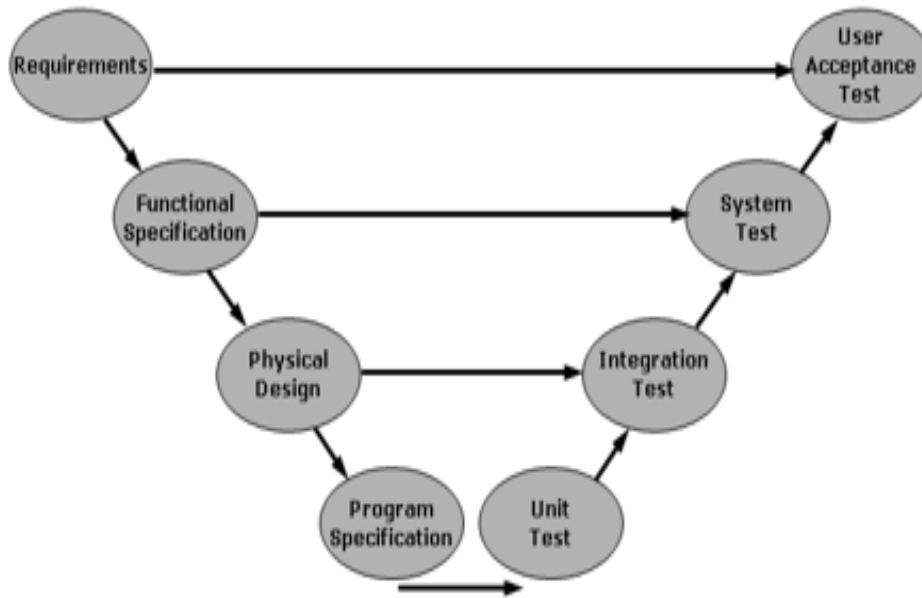 Requirements
User
Acceptance
Test
Functional
Specification
System
Test
Physical
Design
Integration
Test
Program
Specification
Unit
Test